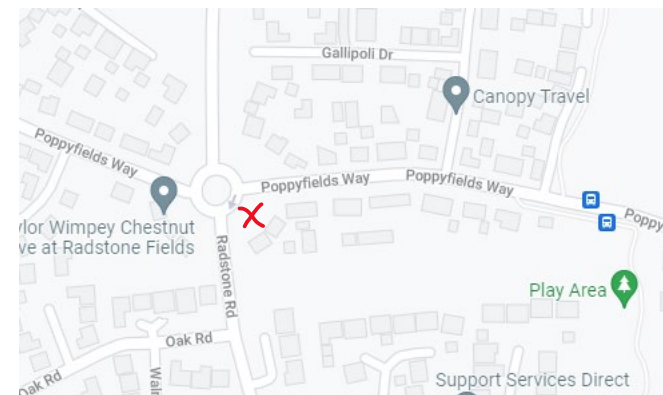 Gallipoli Dr
Canopy Travel
Poppyfields Way
Poppyfields Way
Poppyfields Way
Poppy
ylor Wimpey Chestnut
ve at Radstone Fields
Radstone Rd
Play Area
Oak Rd
Oak Rd
Waln
Support Services Direct